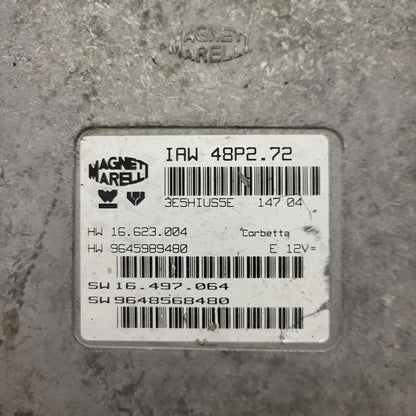 MAGNETI
MARELLI
MAGNETI
MARELLI
IAW 48P2.72
3E5HIUS5E 147 04
HW 16.623.004 Corbetta
HW 9645989480 E 12V=
SW 16.497.064
SW 9648568480